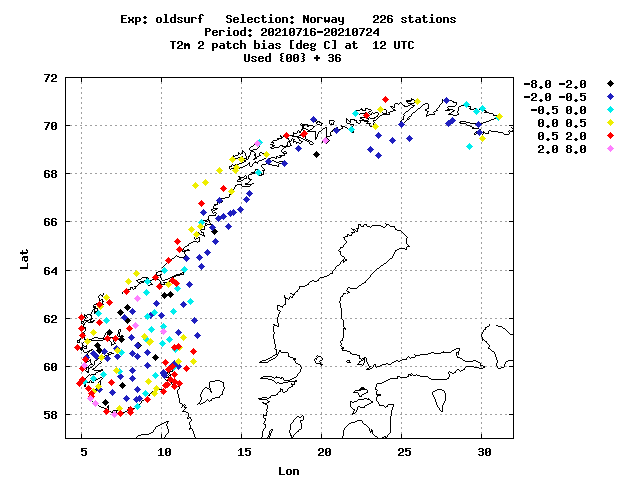 Exp: oldsurf   Selection: Norway    226 stations
Period: 20210716-20210724
T2m 2 patch bias [deg C] at  12 UTC
Used {00} + 36
-8.0 -2.0
-2.0 -0.5
-0.5 0.0
0.0 0.5
0.5 2.0
2.0 8.0
72
70
68
66
64
62
60
58
Lat
5 10 15 20 25 30
Lon